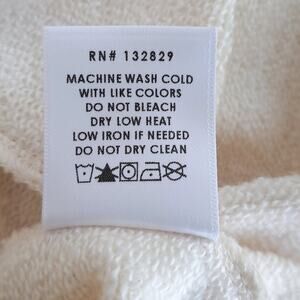 RN# 132829
MACHINE WASH COLD
WITH LIKE COLORS
DO NOT BLEACH
DRY LOW HEAT
LOW IRON IF NEEDED
DO NOT DRY CLEAN